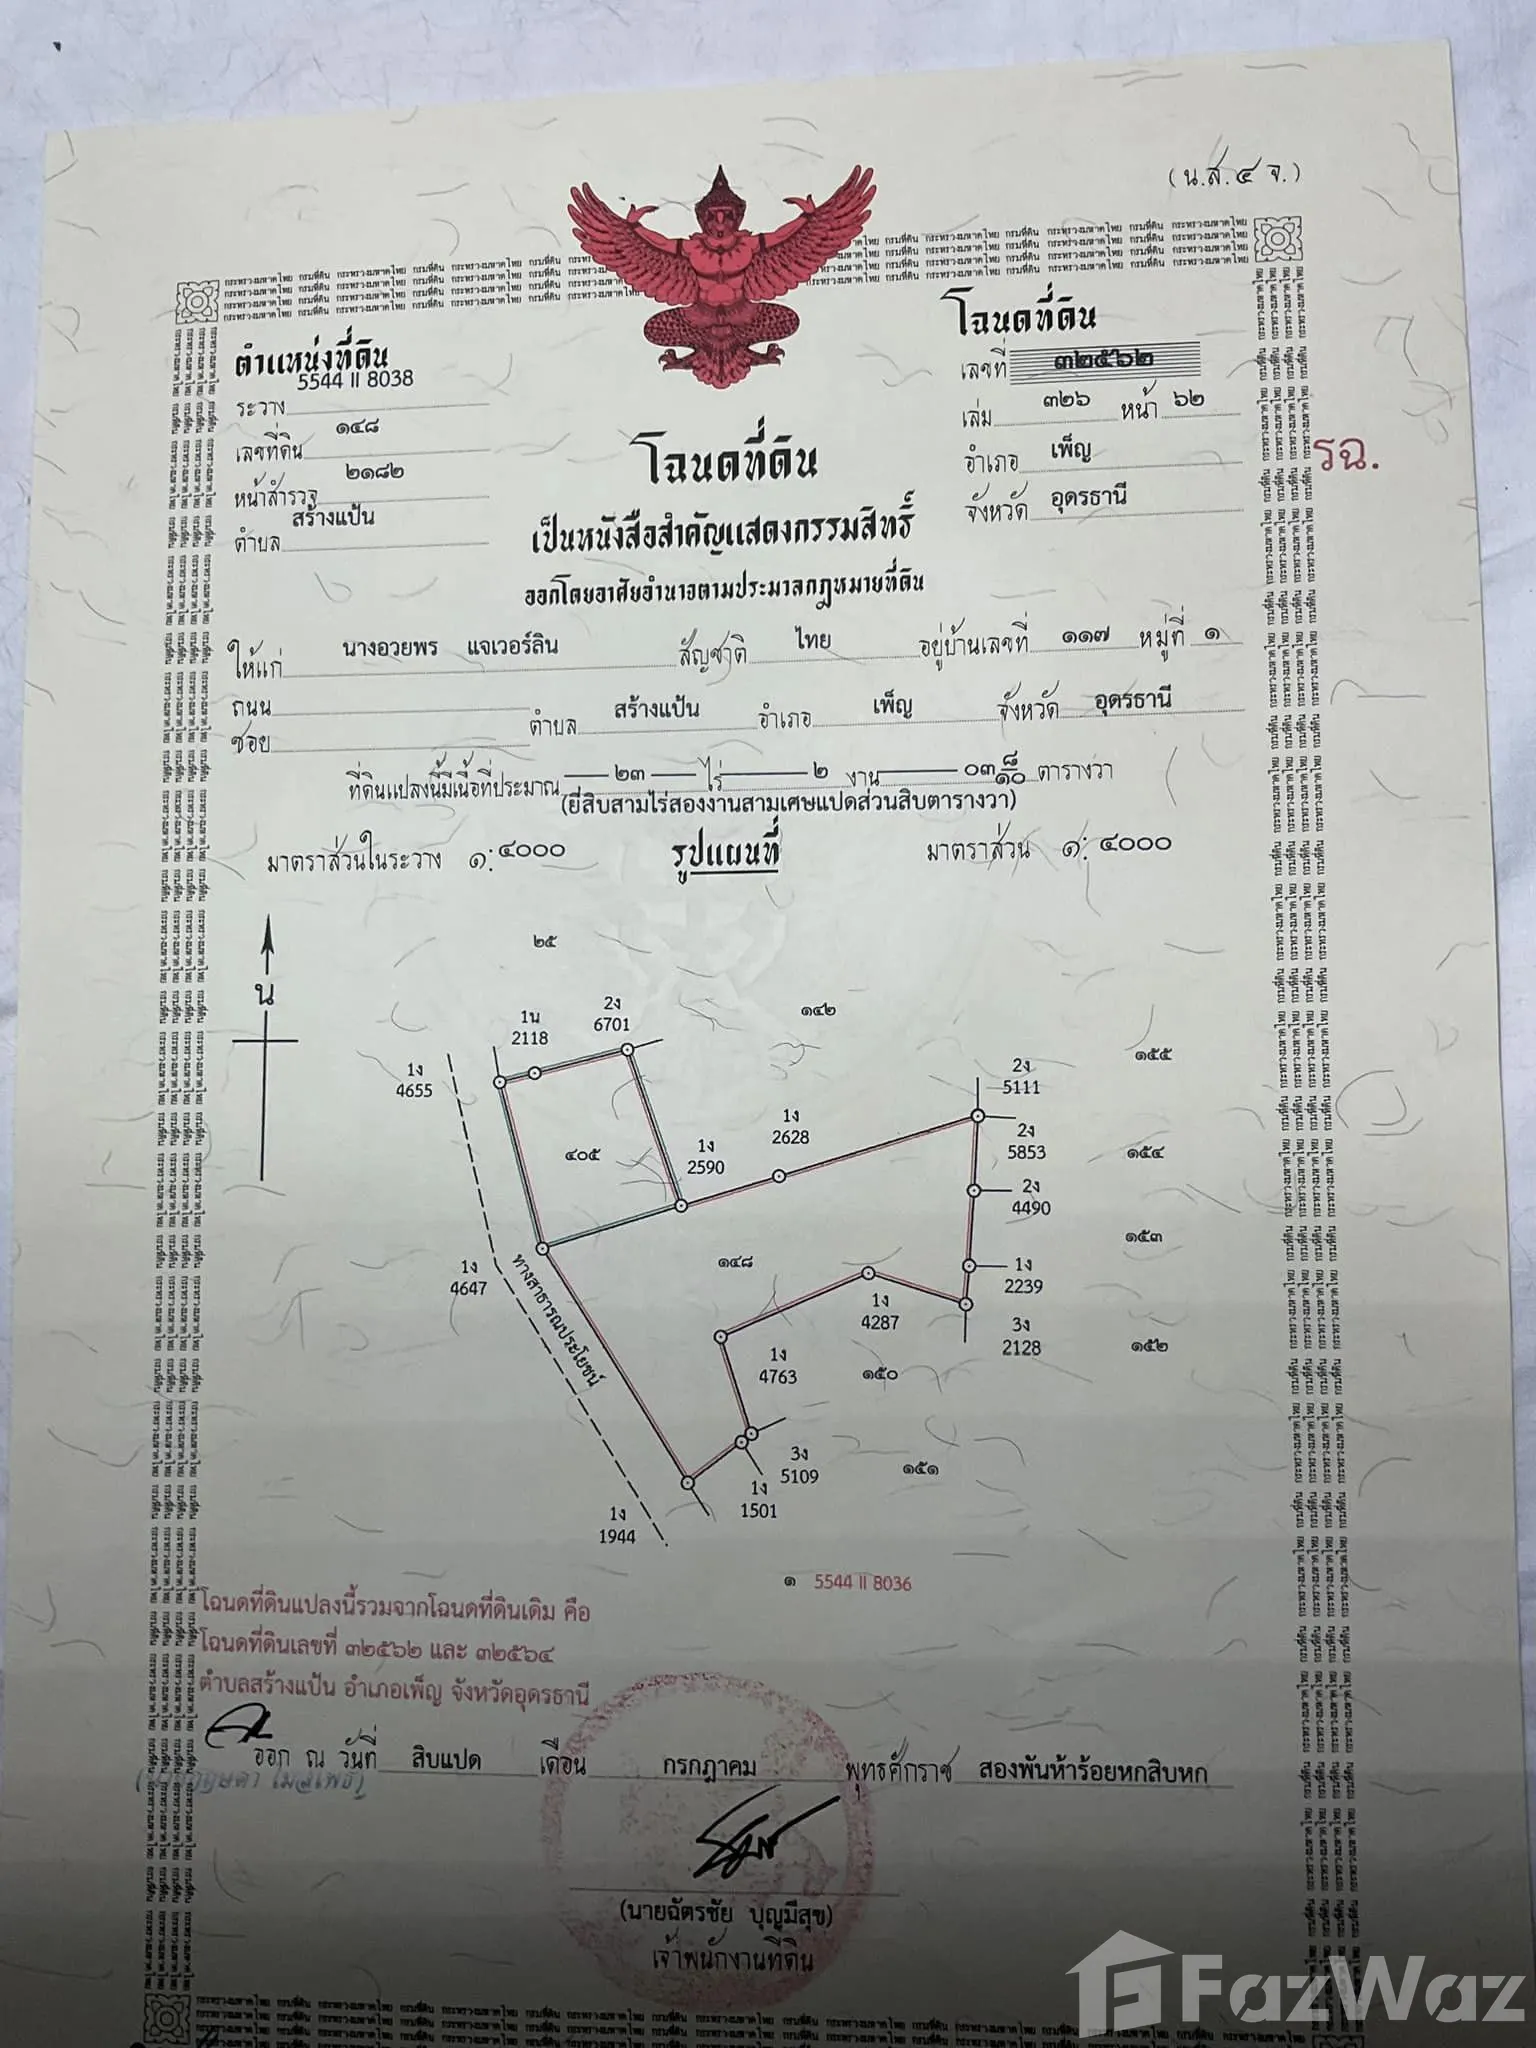 (น.ส.๔ จ.)
ตำแหน่งที่ดิน
ระวาง 5544 II 8038
เลขที่ดิน ๑๔๘
หน้าสำรวจ ๒๑๘๒
ตำบล สร้างแป้น
โฉนดที่ดิน
เลขที่ ๓๒๕๖๒
เล่ม ๓๒๖ หน้า ๖๒
อำเภอ เพ็ญ
จังหวัด อุดรธานี
รฉ.
โฉนดที่ดิน
เป็นหนังสือสำคัญแสดงกรรมสิทธิ์
ออกโดยอาศัยอำนาจตามประมวลกฎหมายที่ดิน
ให้แก่ นางอวยพร แจเวอร์ลิน สัญชาติ ไทย อยู่บ้านเลขที่ ๑๑๗ หมู่ที่ ๑
ถนน
ซอย ตำบล สร้างแป้น อำเภอ เพ็ญ จังหวัด อุดรธานี
ที่ดินแปลงนี้มีเนื้อที่ประมาณ ๒๓ ไร่ ๒ งาน ๐๓ ๘/๑๐ ตารางวา
(ยี่สิบสามไร่สองงานสามเศษแปดส่วนสิบตารางวา)
มาตราส่วนในระวาง ๑:๔๐๐๐ รูปแผนที่ มาตราส่วน ๑:๔๐๐๐
น
๒๕
๑๔๒
1น
2118
2ง
6701
๑๕๕
1ง
4655
2ง
5111
1ง
2628
๔๐๕
1ง
2590
2ง
5853
๑๕๔
2ง
4490
๑๕๓
1ง
4647
ทางสาธารณประโยชน์
๑๔๘
1ง
2239
1ง
4287
3ง
2128
๑๕๒
1ง
4763
๑๕๐
3ง
5109
๑๕๑
1ง
1501
1ง
1944
๑ 5544 II 8036
โฉนดที่ดินแปลงนี้รวมจากโฉนดที่ดินเดิม คือ
โฉนดที่ดินเลขที่ ๓๒๕๖๒ และ ๓๒๕๖๔
ตำบลสร้างแป้น อำเภอเพ็ญ จังหวัดอุดรธานี
ออก ณ วันที่ สิบแปด เดือน กรกฎาคม พุทธศักราช สองพันห้าร้อยหกสิบหก
(นายฉัตรชัย บุญมีสุข)
เจ้าพนักงานที่ดิน
FazWaz